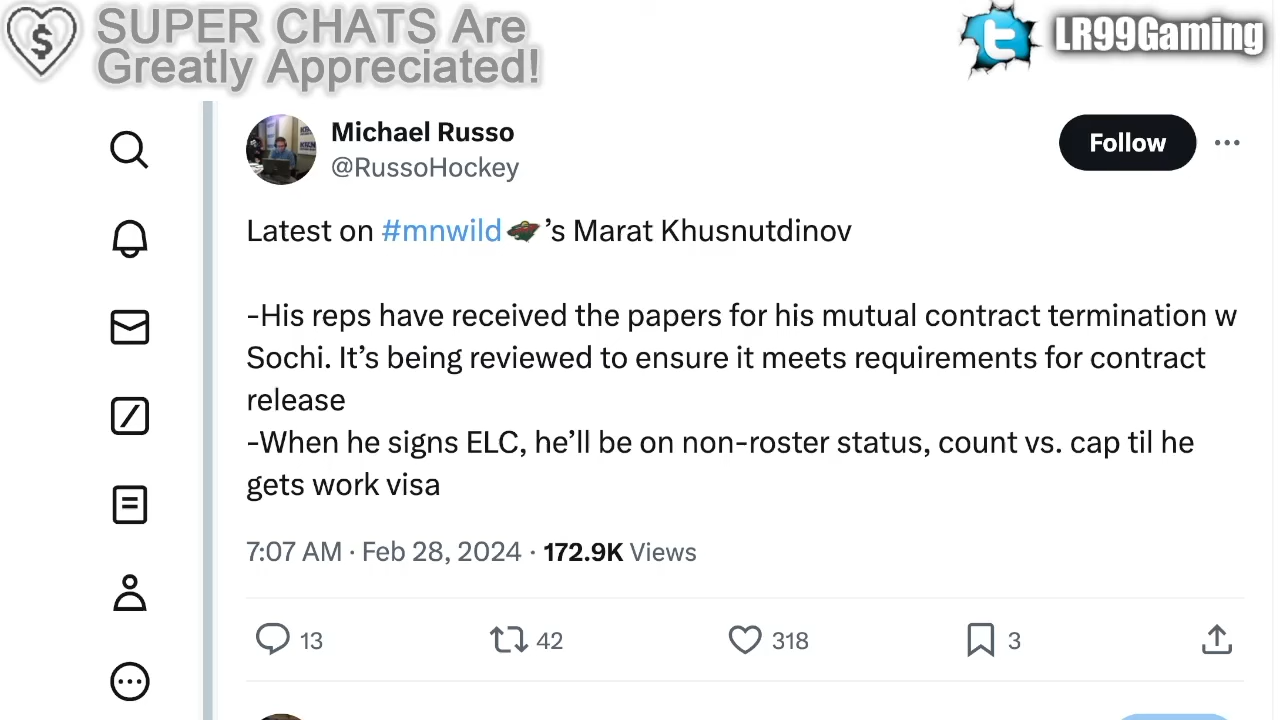 SUPER CHATS Are
Greatly Appreciated!
LR99Gaming
Michael Russo
@RussoHockey
Follow
Latest on #mnwild 's Marat Khusnutdinov
-His reps have received the papers for his mutual contract termination w
Sochi. It’s being reviewed to ensure it meets requirements for contract
release
-When he signs ELC, he’ll be on non-roster status, count vs. cap til he
gets work visa
7:07 AM · Feb 28, 2024 · 172.9K Views
13 42 318 3